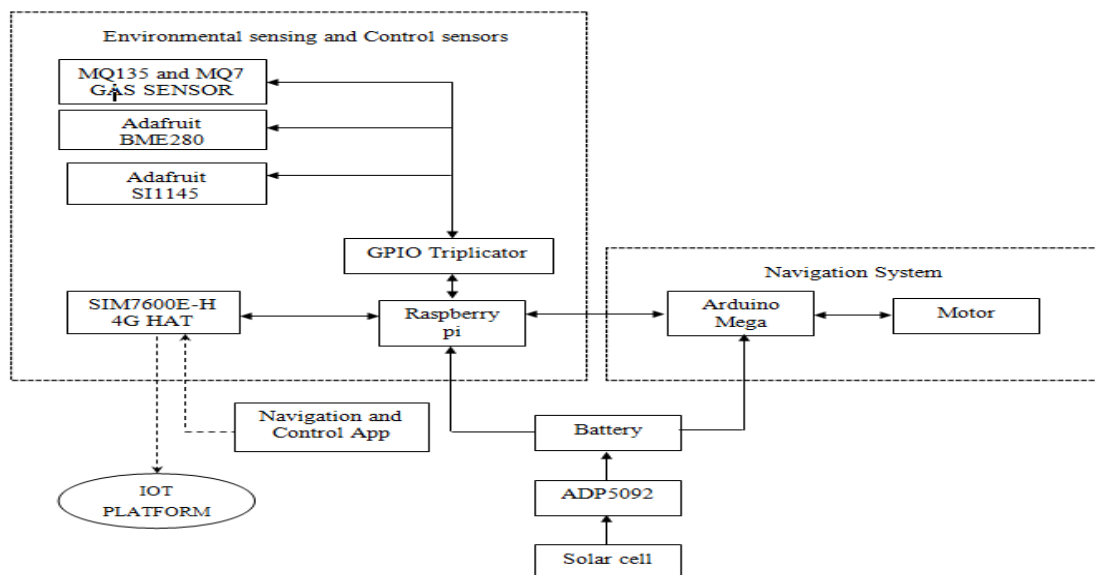 Environmental sensing and Control sensors
MQ135 and MQ7
GAS SENSOR
Adafruit
BME280
Adafruit
SI1145
GPIO Triplicator
Navigation System
SIM7600E-H
4G HAT
Raspberry
pi
Arduino
Mega
Motor
Navigation and
Control App
Battery
IOT
PLATFORM
ADP5092
Solar cell